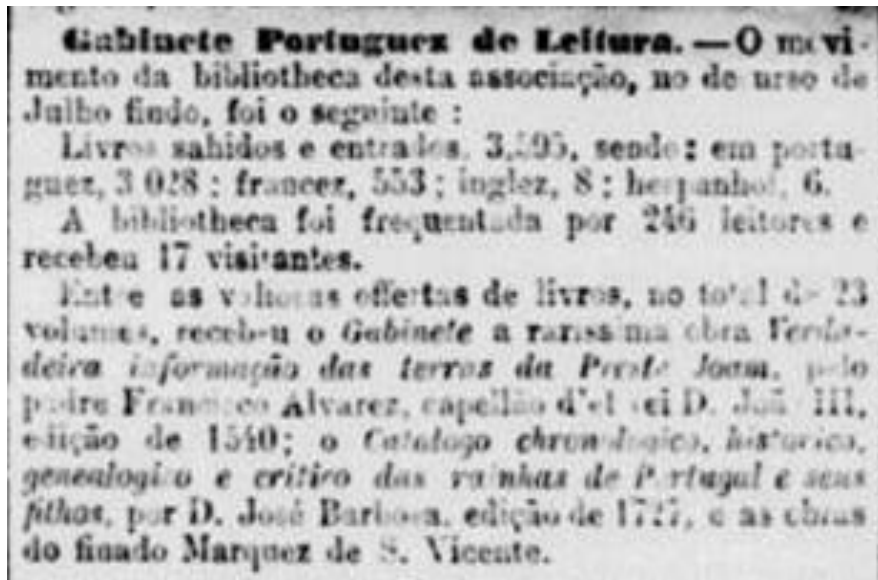 Gabinete Portuguez de Leitura. — O movi-
mento da bibliotheca desta associação, no decurso de
Julho findo, foi o seguinte :
Livros sahidos e entrados, 3,595, sendo: em portu-
guez, 3 028 ; francez, 553 ; inglez, 8 ; hespanhol, 6.
A bibliotheca foi frequentada por 246 leitores e
recebeu 17 visitantes.
Entre as valiosas offertas de livros, no total de 23
volumes, recebeu o Gabinete a rarissima obra Verda-
deira informação das terras da Preste Joam, pelo
padre Francisco Alvarez, capellão d'el rei D. João III,
edição de 1540; o Catalogo chronologico, historico,
genealogico e critico das rainhas de Portugal e seus
filhos, por D. José Barbosa, edição de 1727, e as obras
do finado Marquez de S. Vicente.